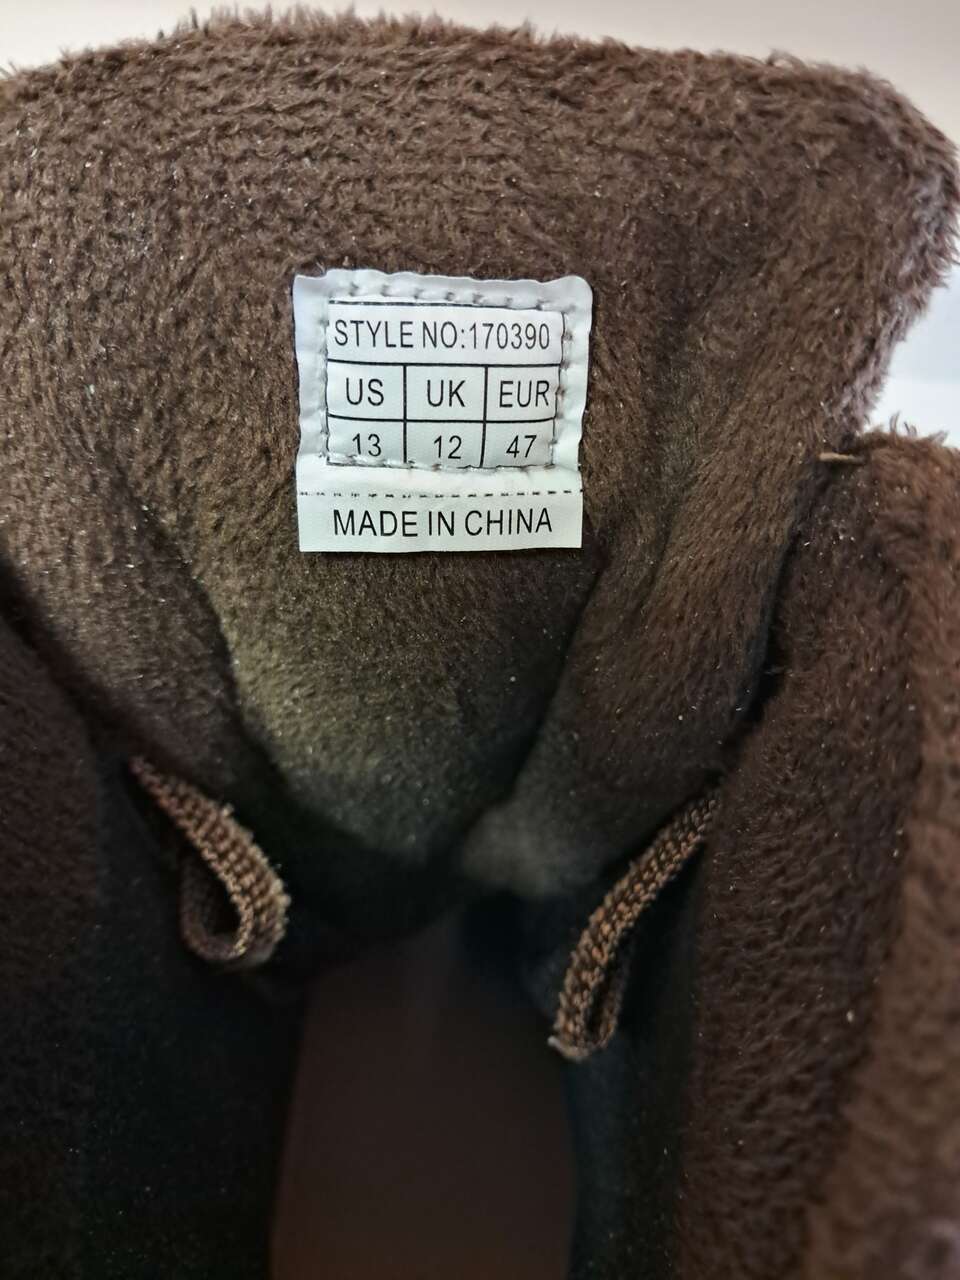 STYLE NO:170390
US UK EUR
13 12 47
MADE IN CHINA